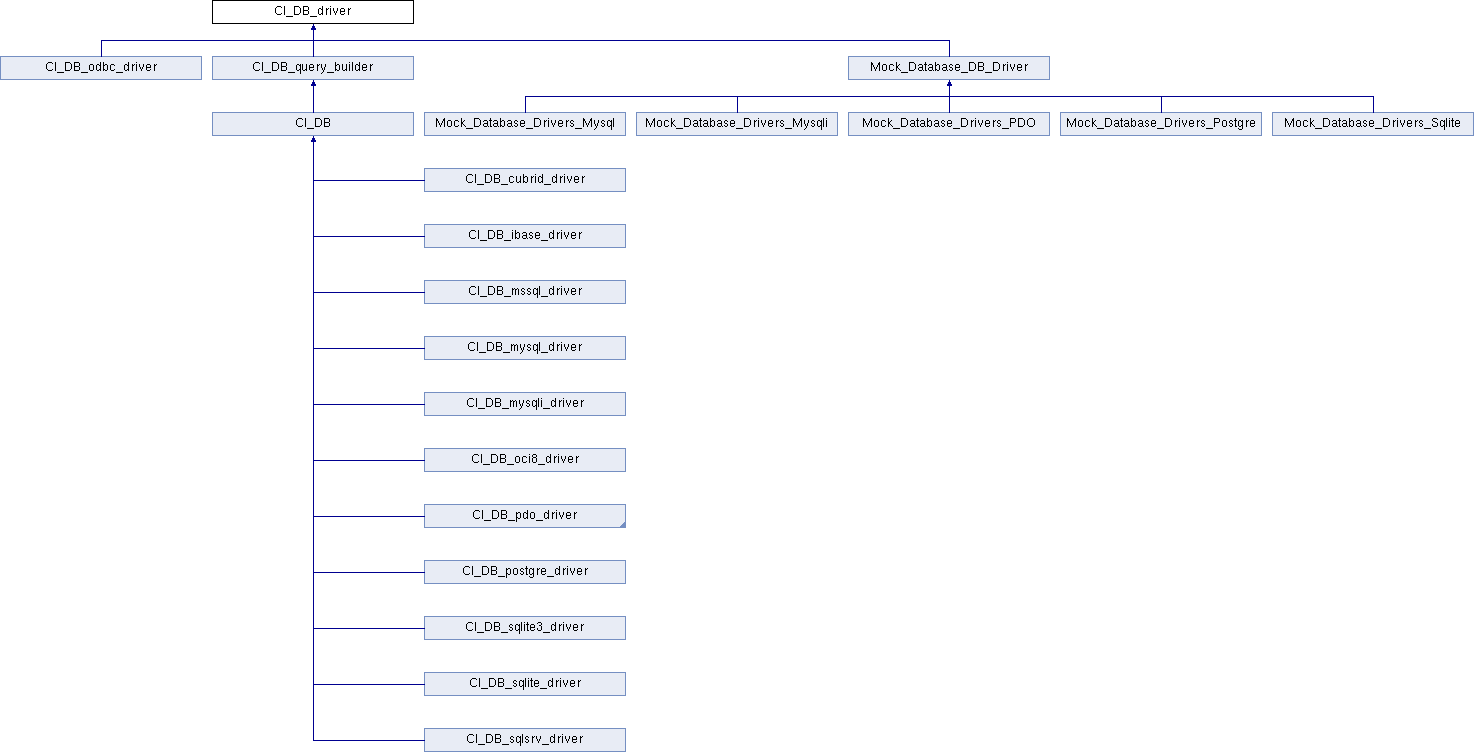 CI_DB_driver
CI_DB_odbc_driver
CI_DB_query_builder
Mock_Database_DB_Driver
CI_DB
Mock_Database_Drivers_Mysql
Mock_Database_Drivers_Mysqli
Mock_Database_Drivers_PDO
Mock_Database_Drivers_Postgre
Mock_Database_Drivers_Sqlite
CI_DB_cubrid_driver
CI_DB_ibase_driver
CI_DB_mssql_driver
CI_DB_mysql_driver
CI_DB_mysqli_driver
CI_DB_oci8_driver
CI_DB_pdo_driver
CI_DB_postgre_driver
CI_DB_sqlite3_driver
CI_DB_sqlite_driver
CI_DB_sqlsrv_driver